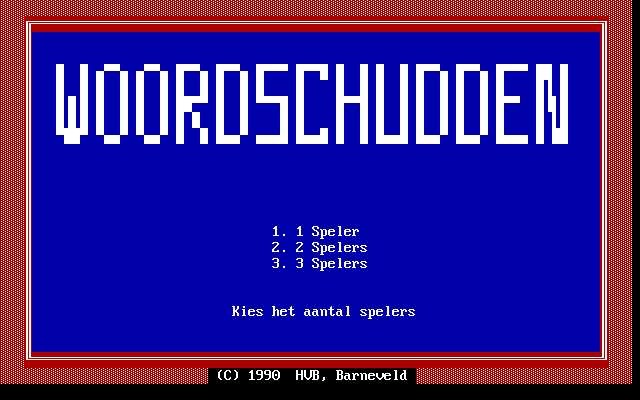 WOORDSCHUDDEN
1. 1 Speler
2. 2 Spelers
3. 3 Spelers
Kies het aantal spelers
(C) 1990 HVB, Barneveld